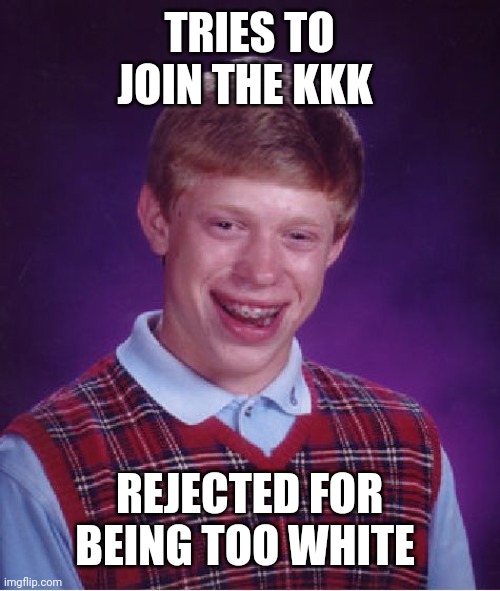 TRIES TO
JOIN THE KKK
REJECTED FOR
BEING TOO WHITE
imgflip.com